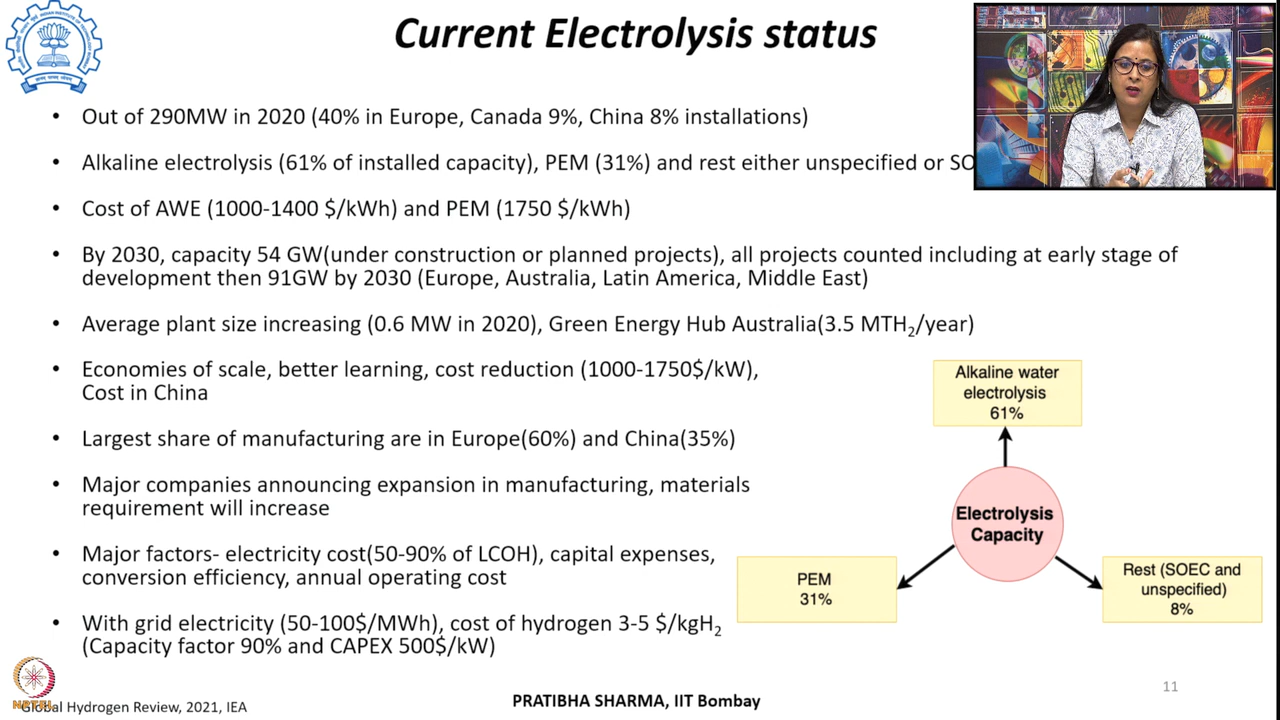 Current Electrolysis status
• Out of 290MW in 2020 (40% in Europe, Canada 9%, China 8% installations)
• Alkaline electrolysis (61% of installed capacity), PEM (31%) and rest either unspecified or SO
• Cost of AWE (1000-1400 $/kWh) and PEM (1750 $/kWh)
• By 2030, capacity 54 GW(under construction or planned projects), all projects counted including at early stage of
development then 91GW by 2030 (Europe, Australia, Latin America, Middle East)
• Average plant size increasing (0.6 MW in 2020), Green Energy Hub Australia(3.5 MTH₂/year)
• Economies of scale, better learning, cost reduction (1000-1750$/kW),
Cost in China
• Largest share of manufacturing are in Europe(60%) and China(35%)
• Major companies announcing expansion in manufacturing, materials
requirement will increase
• Major factors- electricity cost(50-90% of LCOH), capital expenses,
conversion efficiency, annual operating cost
• With grid electricity (50-100$/MWh), cost of hydrogen 3-5 $/kgH₂
(Capacity factor 90% and CAPEX 500$/kW)
Alkaline water
electrolysis
61%
Electrolysis
Capacity
PEM
31%
Rest (SOEC and
unspecified)
8%
11
NPTEL
Global Hydrogen Review, 2021, IEA
PRATIBHA SHARMA, IIT Bombay